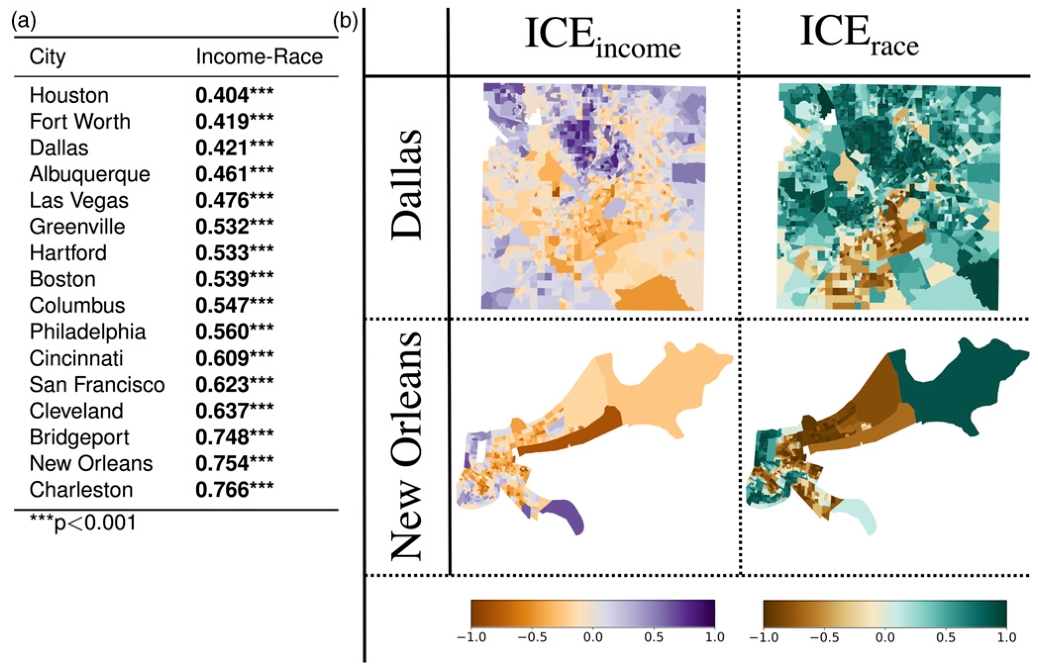 (a)
City Income-Race
Houston 0.404***
Fort Worth 0.419***
Dallas 0.421***
Albuquerque 0.461***
Las Vegas 0.476***
Greenville 0.532***
Hartford 0.533***
Boston 0.539***
Columbus 0.547***
Philadelphia 0.560***
Cincinnati 0.609***
San Francisco 0.623***
Cleveland 0.637***
Bridgeport 0.748***
New Orleans 0.754***
Charleston 0.766***
***p<0.001
(b)
ICEincome ICErace
Dallas
New Orleans
−1.0 −0.5 0.0 0.5 1.0
−1.0 −0.5 0.0 0.5 1.0